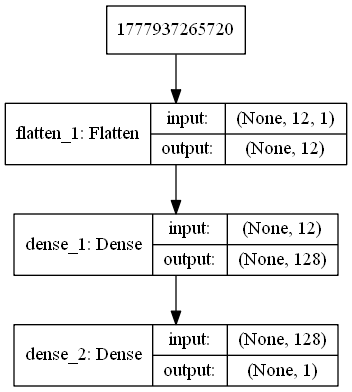 1777937265720
flatten_1: Flatten
input: (None, 12, 1)
output: (None, 12)
dense_1: Dense
input: (None, 12)
output: (None, 128)
dense_2: Dense
input: (None, 128)
output: (None, 1)